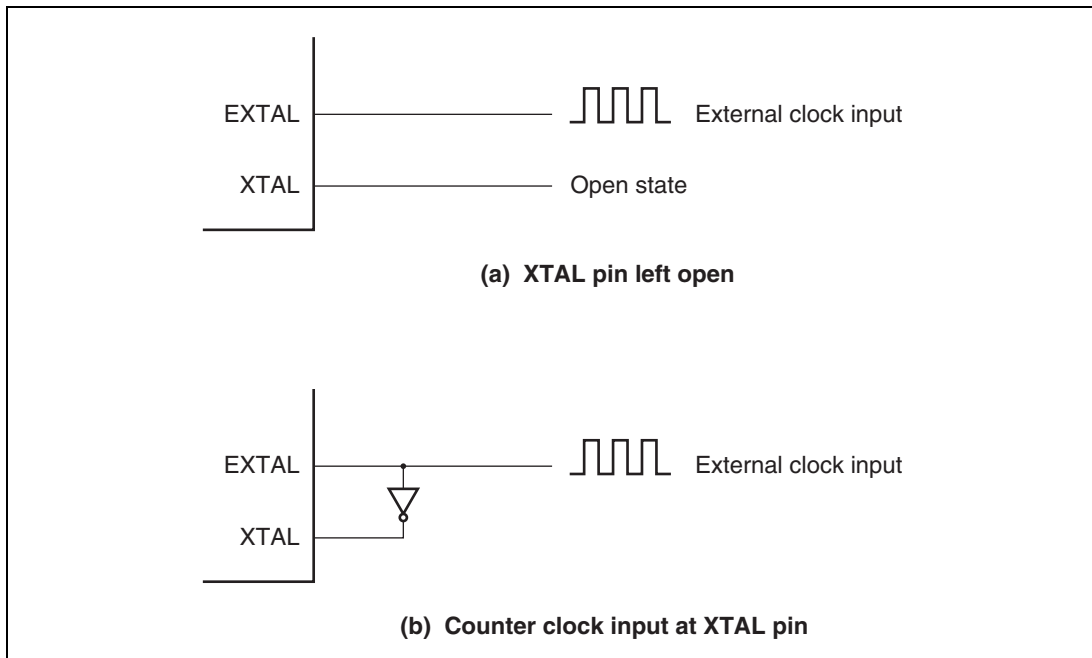 EXTAL
External clock input
XTAL
Open state
(a) XTAL pin left open
EXTAL
External clock input
XTAL
(b) Counter clock input at XTAL pin